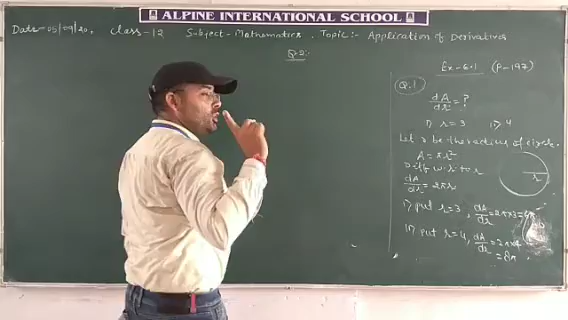 ALPINE INTERNATIONAL SCHOOL
Date- 05/09/20. Class-12 Subject- Mathematics. Topic:- Application of Derivatives
Q.2:-
Ex-6.1 (P-197)
Q.1
dA/dr = ?
i) r=3 ii) 4
Let r be the radius of circle.
A = πr²
Diff w.r. to r
dA/dr = 2πr
i) put r=3, dA/dr = 2π×3 = 6π
ii) put r=4, dA/dr = 2π×4
= 8π
r